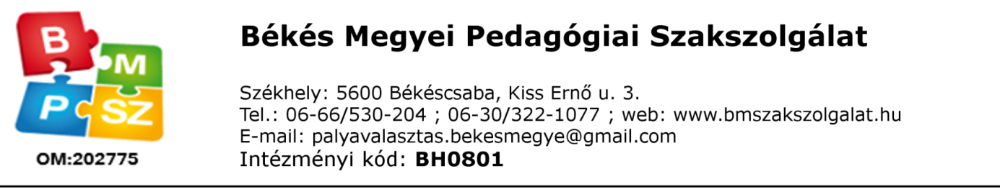 B
M
P
SZ
OM:202775
Békés Megyei Pedagógiai Szakszolgálat
Székhely: 5600 Békéscsaba, Kiss Ernő u. 3.
Tel.: 06-66/530-204 ; 06-30/322-1077 ; web: www.bmszakszolgalat.hu
E-mail: palyavalasztas.bekesmegye@gmail.com
Intézményi kód: BH0801